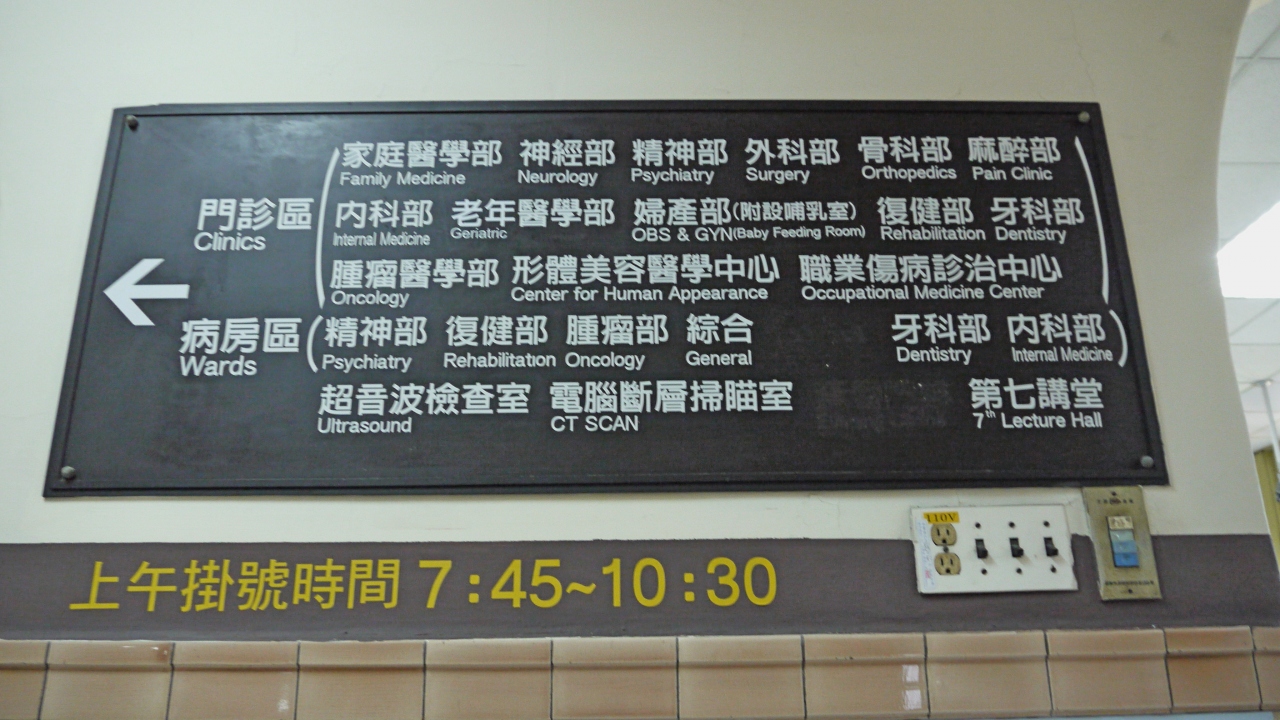 家庭醫學部 神經部 精神部 外科部 骨科部 麻醉部
Family Medicine Neurology Psychiatry Surgery Orthopedics Pain Clinic
門診區 內科部 老年醫學部 婦產部(附設哺乳室) 復健部 牙科部
Clinics Internal Medicine Geriatric OBS & GYN(Baby Feeding Room) Rehabilitation Dentistry
腫瘤醫學部 形體美容醫學中心 職業傷病診治中心
Oncology Center for Human Appearance Occupational Medicine Center
病房區 精神部 復健部 腫瘤部 綜合 牙科部 內科部
Wards Psychiatry Rehabilitation Oncology General Dentistry Internal Medicine
超音波檢查室 電腦斷層掃瞄室 第七講堂
Ultrasound CT SCAN 7th Lecture Hall
110V
上午掛號時間 7:45~10:30